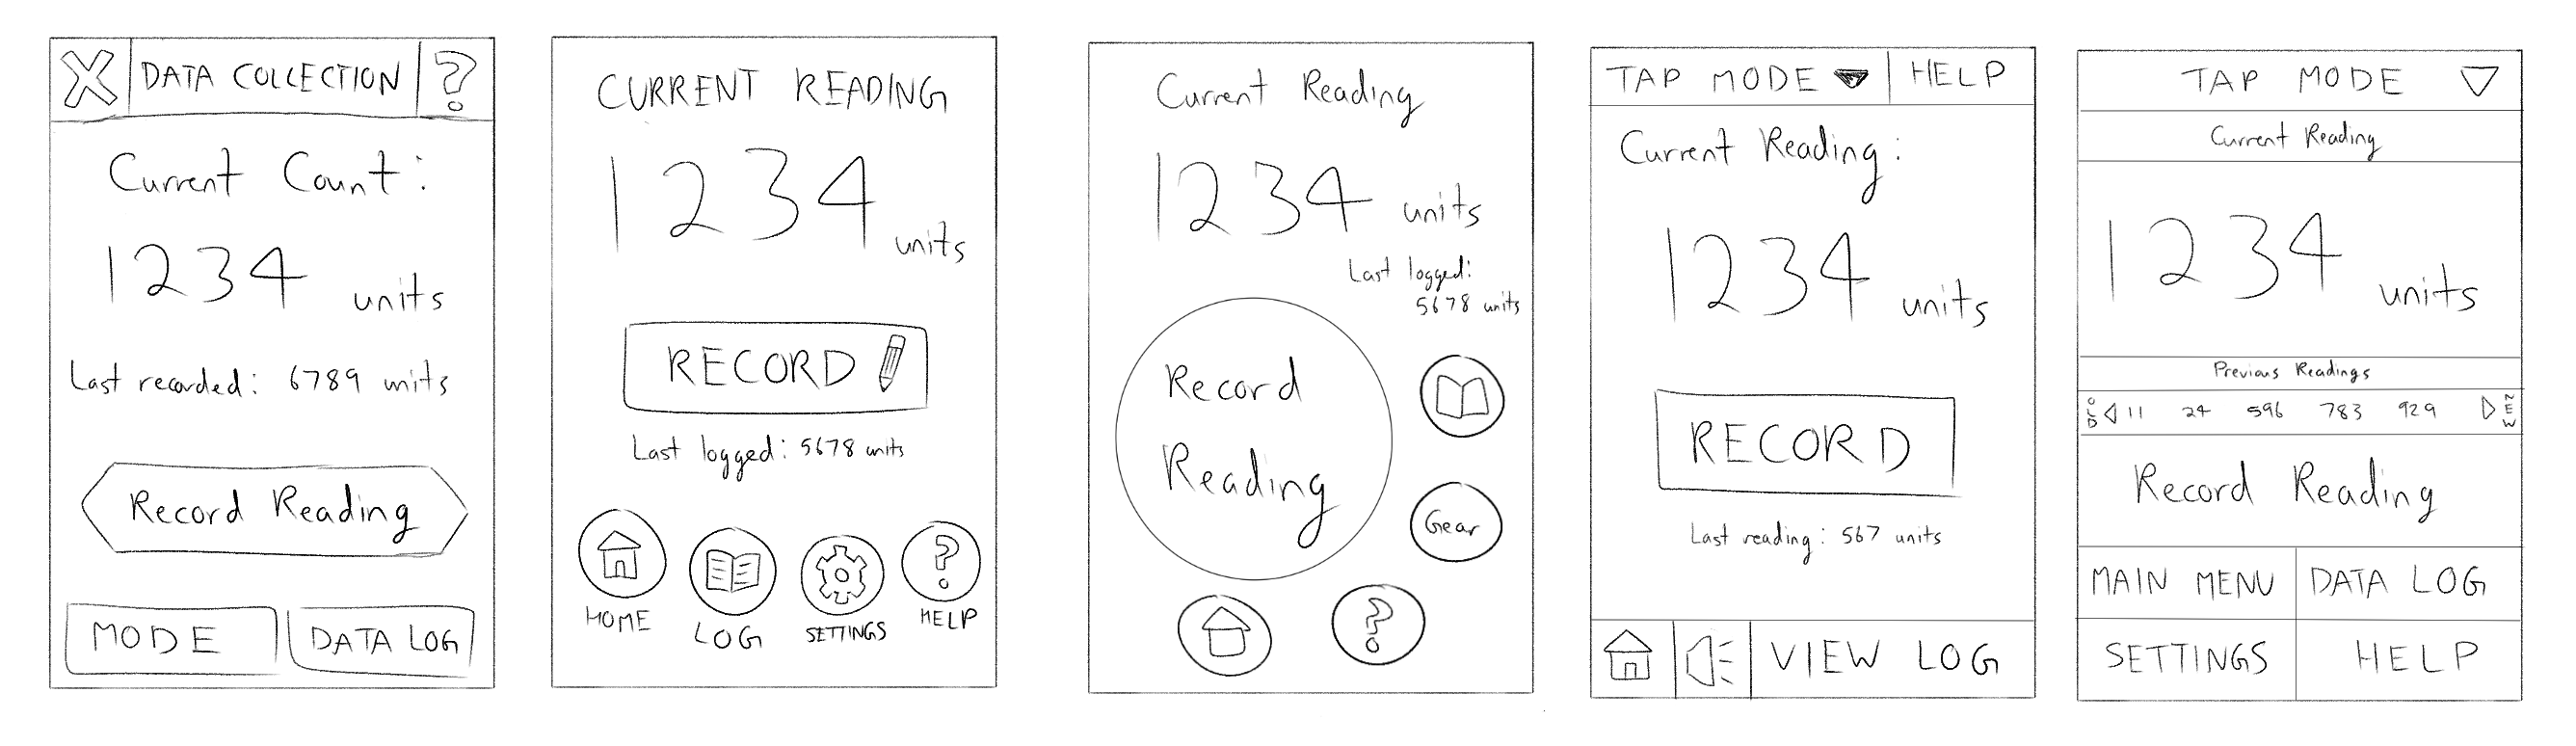 DATA COLLECTION ?
Current Count:
1234 units
Last recorded: 6789 units
Record Reading
MODE DATA LOG
CURRENT READING
1234 units
RECORD
Last logged: 5678 units
?
HOME LOG SETTINGS HELP
Current Reading
1234 units
Last logged:
5678 units
Record
Reading
Gear
?
TAP MODE HELP
Current Reading:
1234 units
RECORD
Last reading: 567 units
VIEW LOG
TAP MODE
Current Reading
1234 units
Previous Readings
OLD 11 24 596 783 929 NEW
Record Reading
MAIN MENU DATA LOG
SETTINGS HELP